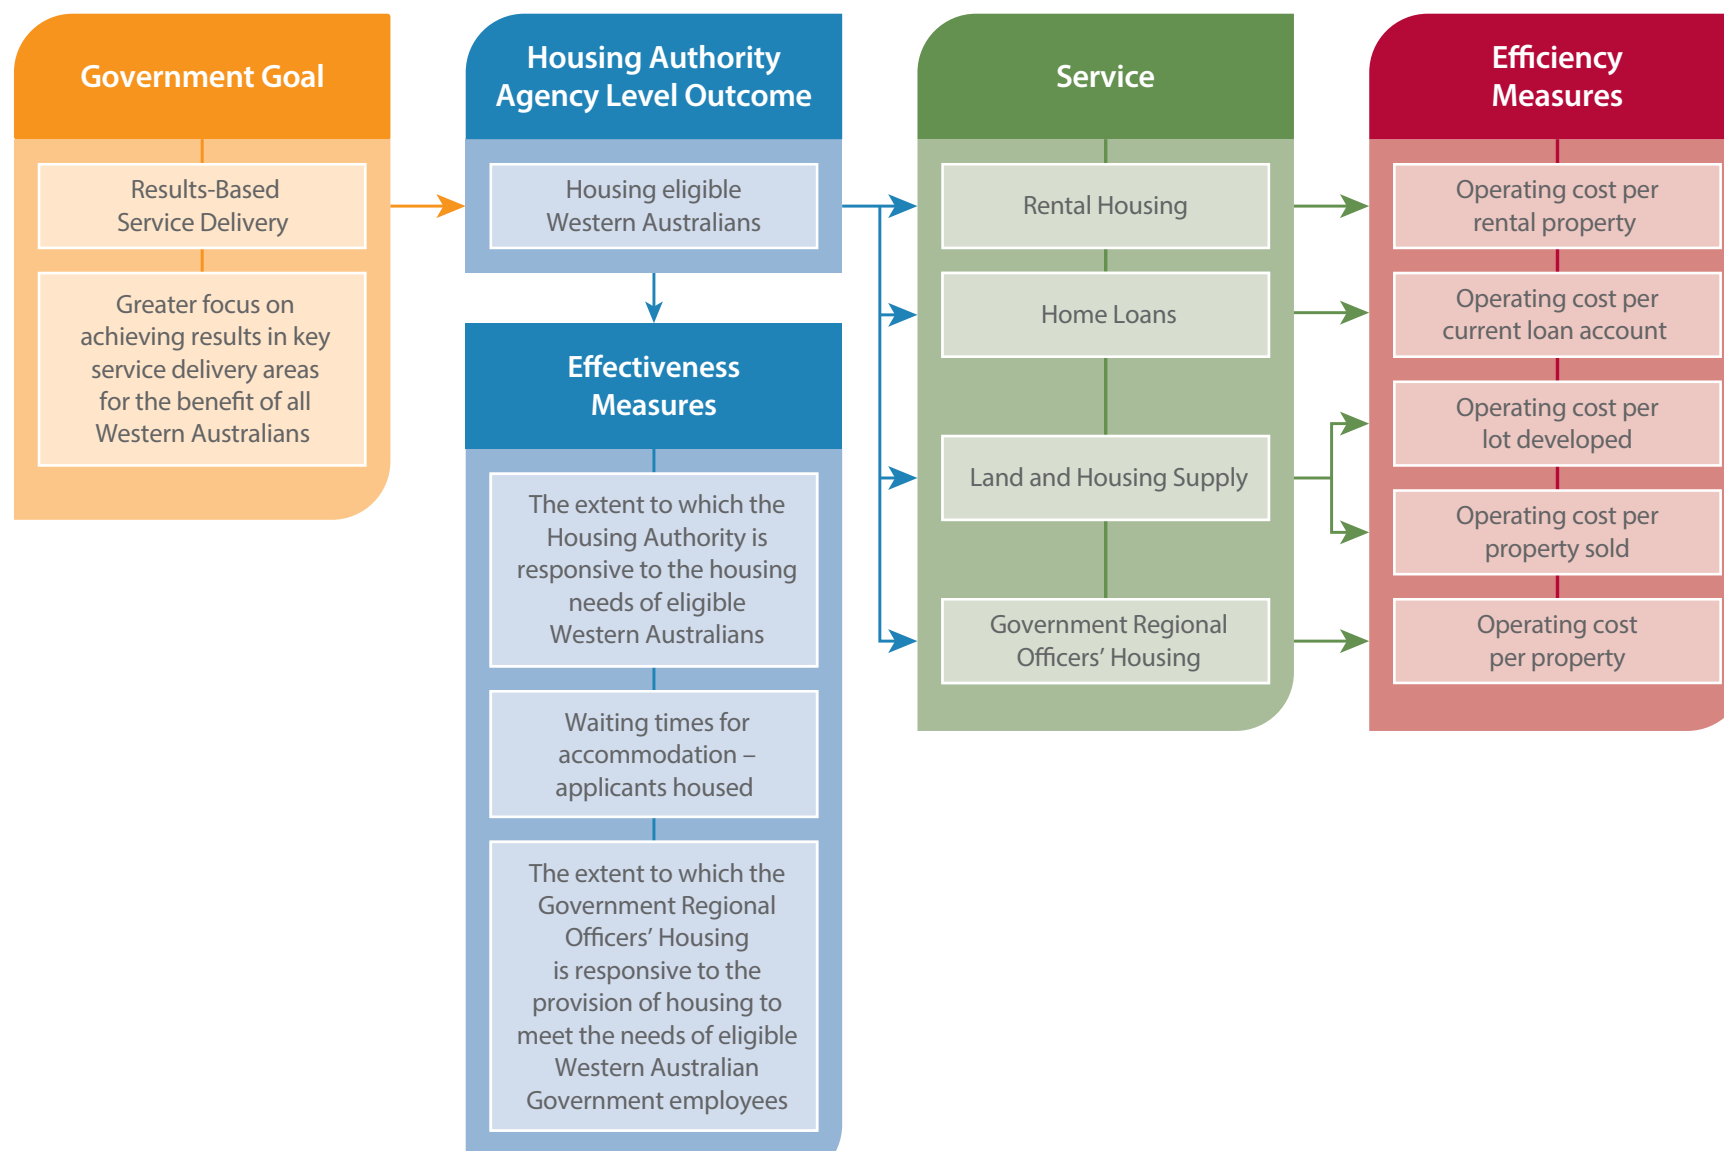 Government Goal
Results-Based
Service Delivery
Greater focus on
achieving results in key
service delivery areas
for the benefit of all
Western Australians
Housing Authority
Agency Level Outcome
Housing eligible
Western Australians
Effectiveness
Measures
The extent to which the
Housing Authority is
responsive to the housing
needs of eligible
Western Australians
Waiting times for
accommodation –
applicants housed
The extent to which the
Government Regional
Officers’ Housing
is responsive to the
provision of housing to
meet the needs of eligible
Western Australian
Government employees
Service
Rental Housing
Home Loans
Land and Housing Supply
Government Regional
Officers’ Housing
Efficiency
Measures
Operating cost per
rental property
Operating cost per
current loan account
Operating cost per
lot developed
Operating cost per
property sold
Operating cost
per property